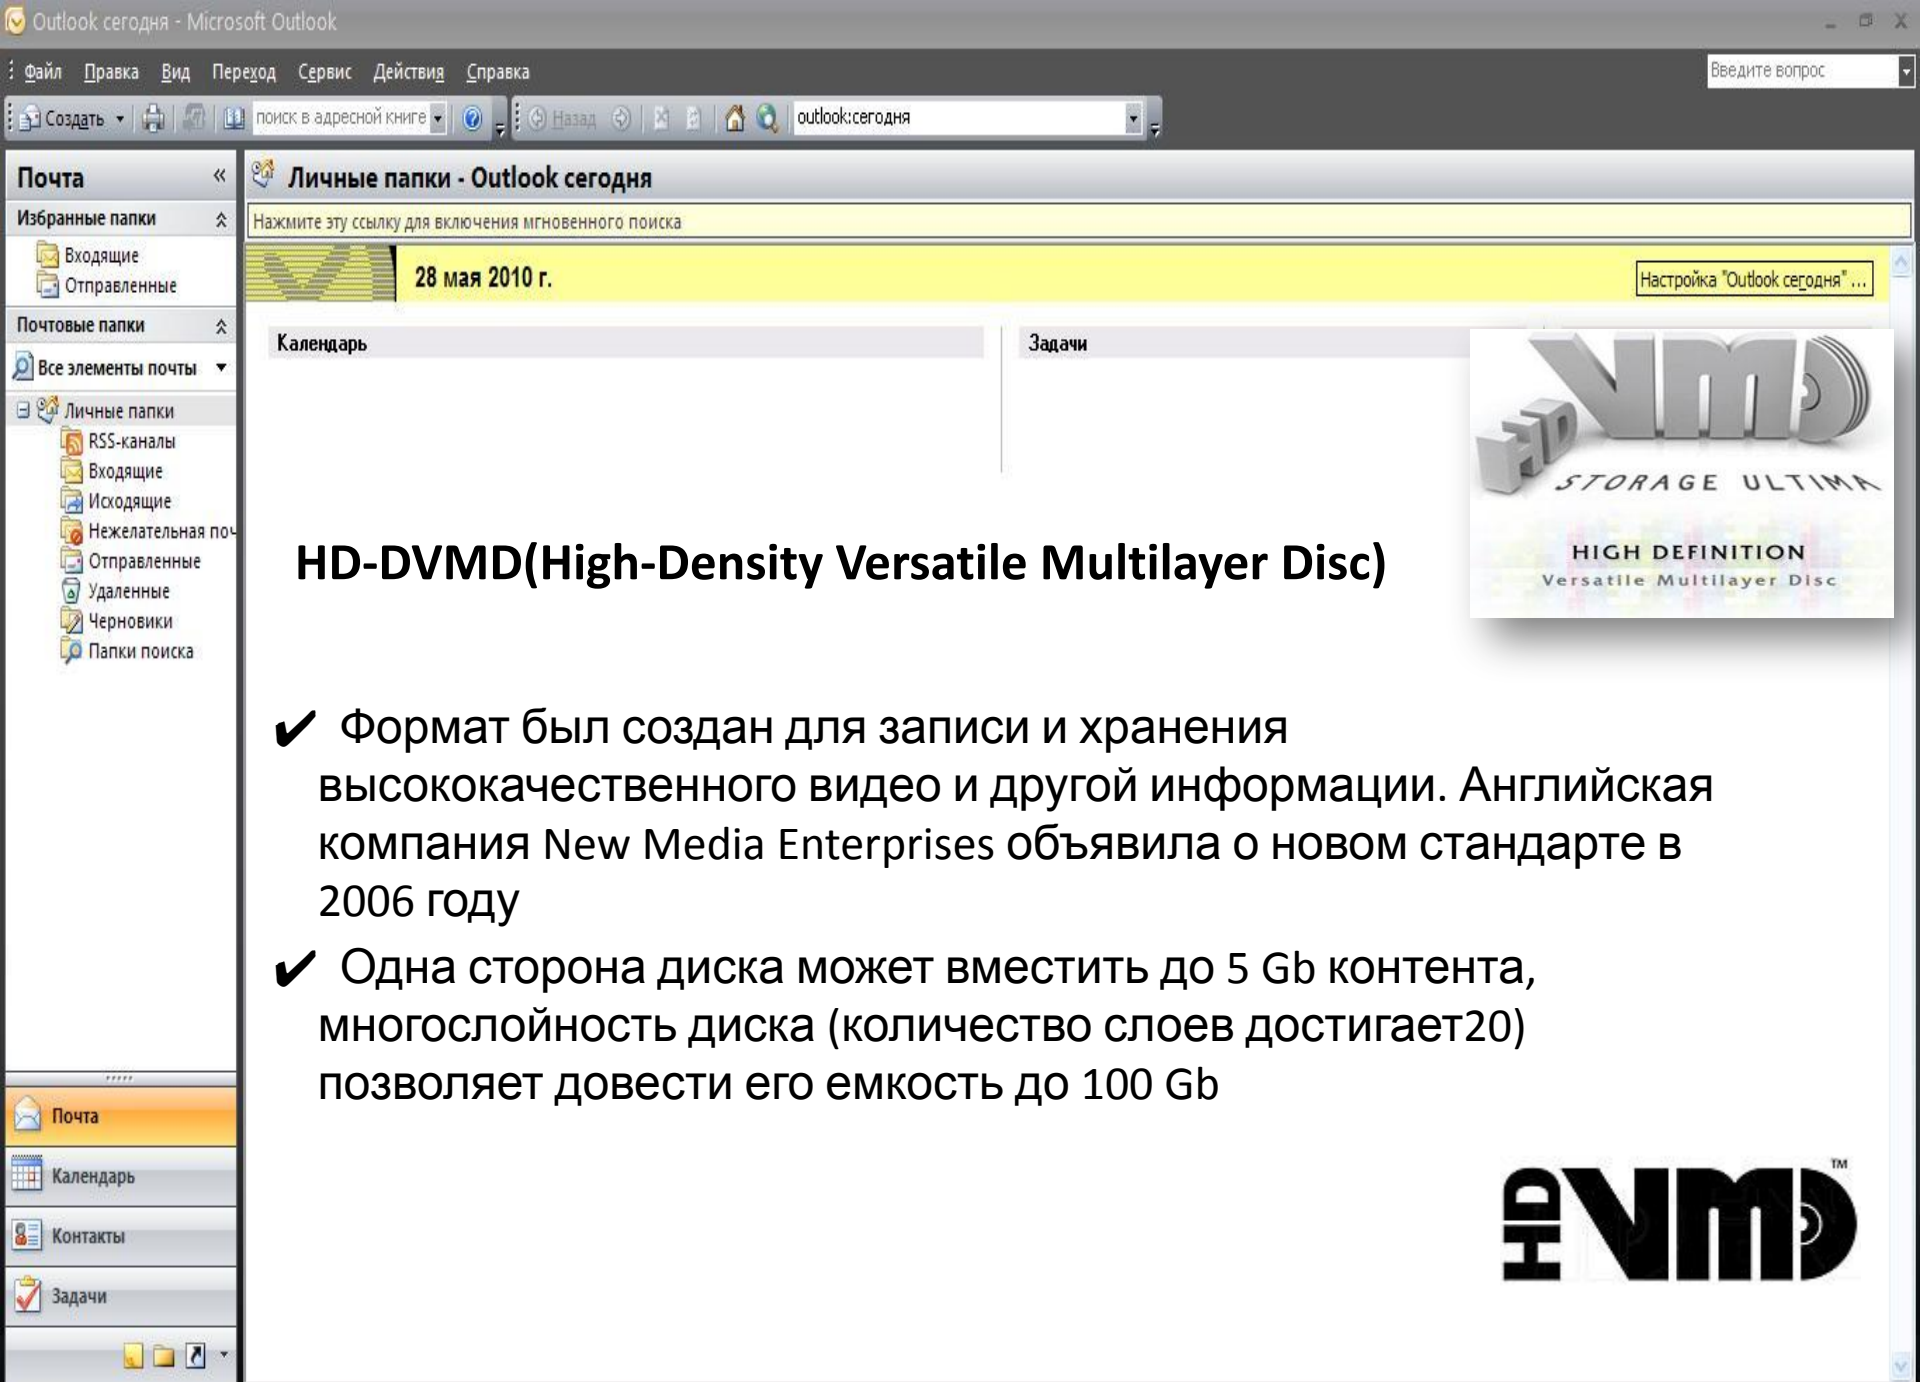 Outlook сегодня - Microsoft Outlook
Файл Правка Вид Переход Сервис Действия Справка
Введите вопрос
Создать поиск в адресной книге Назад outlook:сегодня
Почта «
Личные папки - Outlook сегодня
Избранные папки
Нажмите эту ссылку для включения мгновенного поиска
Входящие
Отправленные
28 мая 2010 г.
Настройка "Outlook сегодня" ...
Почтовые папки
Все элементы почты
Календарь
Задачи
Личные папки
RSS-каналы
Входящие
Исходящие
Нежелательная поч
Отправленные
Удаленные
Черновики
Папки поиска
HD VMD
STORAGE ULTIMA
HIGH DEFINITION
Versatile Multilayer Disc
HD-DVMD(High-Density Versatile Multilayer Disc)
✔ Формат был создан для записи и хранения
высококачественного видео и другой информации. Английская
компания New Media Enterprises объявила о новом стандарте в
2006 году
✔ Одна сторона диска может вместить до 5 Gb контента,
многослойность диска (количество слоев достигает20)
позволяет довести его емкость до 100 Gb
Почта
Календарь
Контакты
Задачи
HD VMD TM